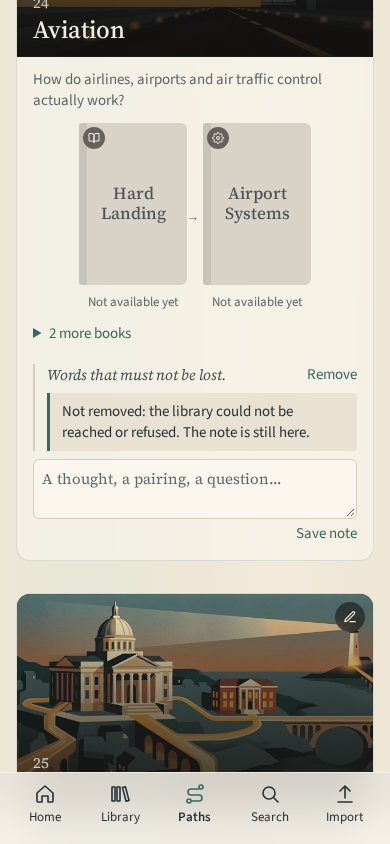 24
Aviation
How do airlines, airports and air traffic control
actually work?
Hard
Landing
→
Airport
Systems
Not available yet
Not available yet
2 more books
Words that must not be lost.
Remove
Not removed: the library could not be
reached or refused. The note is still here.
A thought, a pairing, a question...
Save note
25
Home
Library
Paths
Search
Import